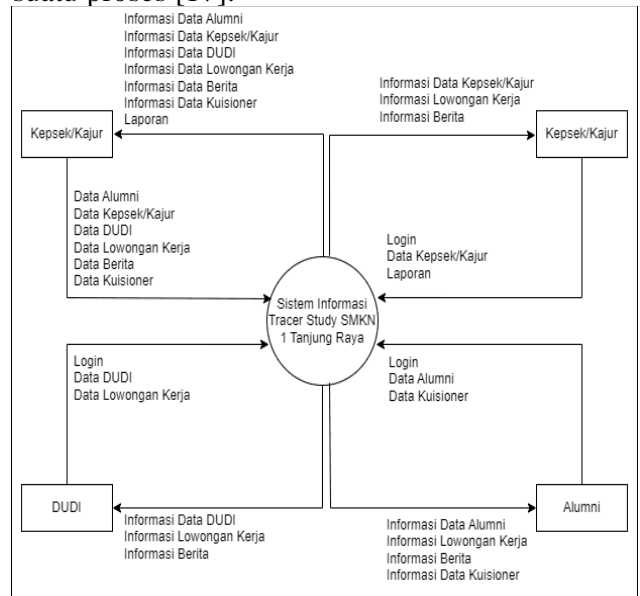 suatu proses [17].
Informasi Data Alumni
Informasi Data Kepsek/Kajur
Informasi Data DUDI
Informasi Data Lowongan Kerja
Informasi Data Berita
Informasi Data Kuisioner
Laporan
Informasi Data Kepsek/Kajur
Informasi Lowongan Kerja
Informasi Berita
Kepsek/Kajur
Kepsek/Kajur
Data Alumni
Data Kepsek/Kajur
Data DUDI
Data Lowongan Kerja
Data Berita
Data Kuisioner
Login
Data Kepsek/Kajur
Laporan
Sistem Informasi
Tracer Study SMKN
1 Tanjung Raya
Login
Data DUDI
Data Lowongan Kerja
Login
Data Alumni
Data Kuisioner
DUDI
Alumni
Informasi Data DUDI
Informasi Lowongan Kerja
Informasi Berita
Informasi Data Alumni
Informasi Lowongan Kerja
Informasi Berita
Informasi Data Kuisioner